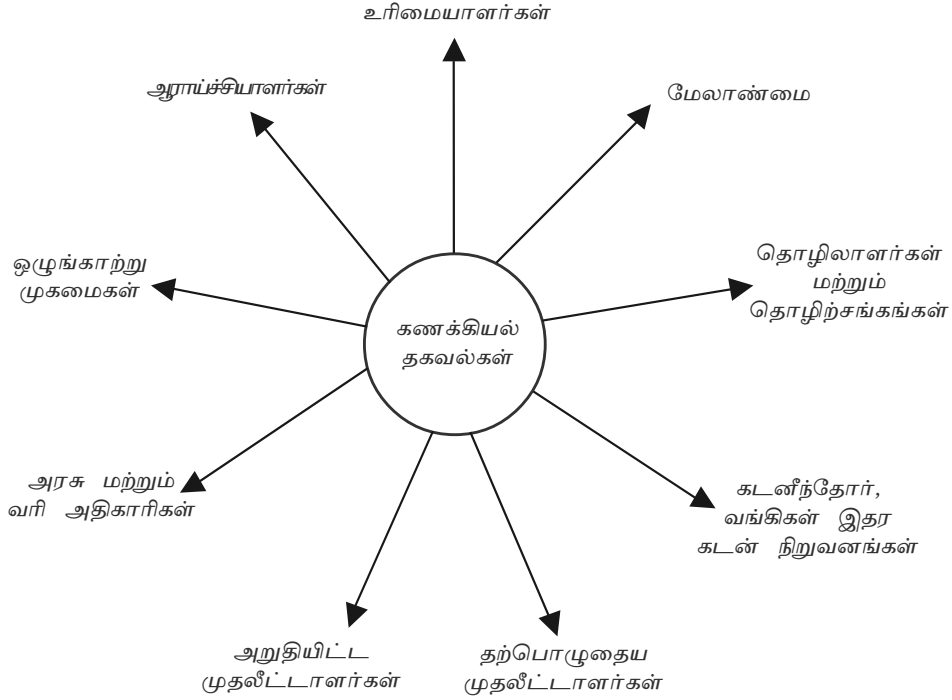 உரிமையாளர்கள்
ஆராய்ச்சியாளர்கள்
மேலாண்மை
ஒழுங்காற்று
முகமைகள்
தொழிலாளர்கள்
மற்றும்
தொழிற்சங்கங்கள்
கணக்கியல்
தகவல்கள்
அரசு மற்றும்
வரி அதிகாரிகள்
கடனீந்தோர்,
வங்கிகள் இதர
கடன் நிறுவனங்கள்
அறுதியிட்ட
முதலீட்டாளர்கள்
தற்பொழுதைய
முதலீட்டாளர்கள்